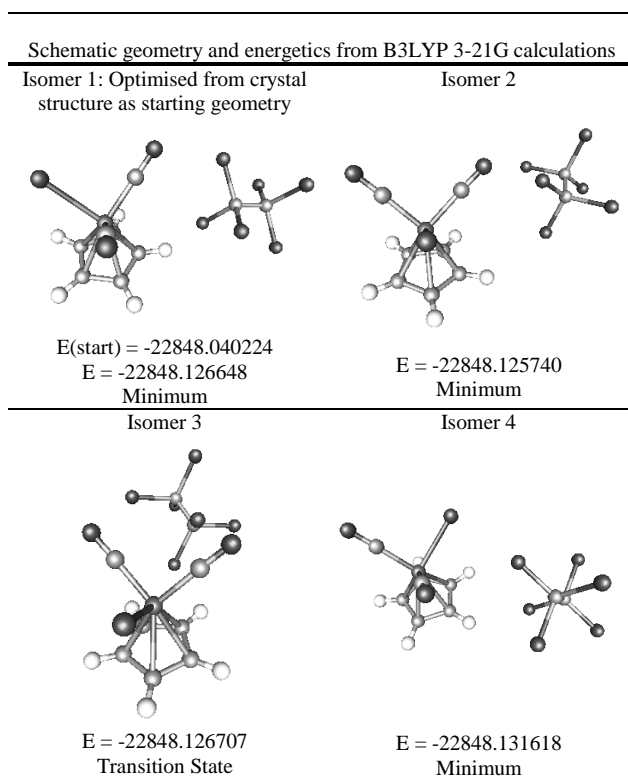 Schematic geometry and energetics from B3LYP 3-21G calculations
Isomer 1: Optimised from crystal
structure as starting geometry
Isomer 2
E(start) = -22848.040224
E = -22848.126648
Minimum
E = -22848.125740
Minimum
Isomer 3
Isomer 4
E = -22848.126707
Transition State
E = -22848.131618
Minimum